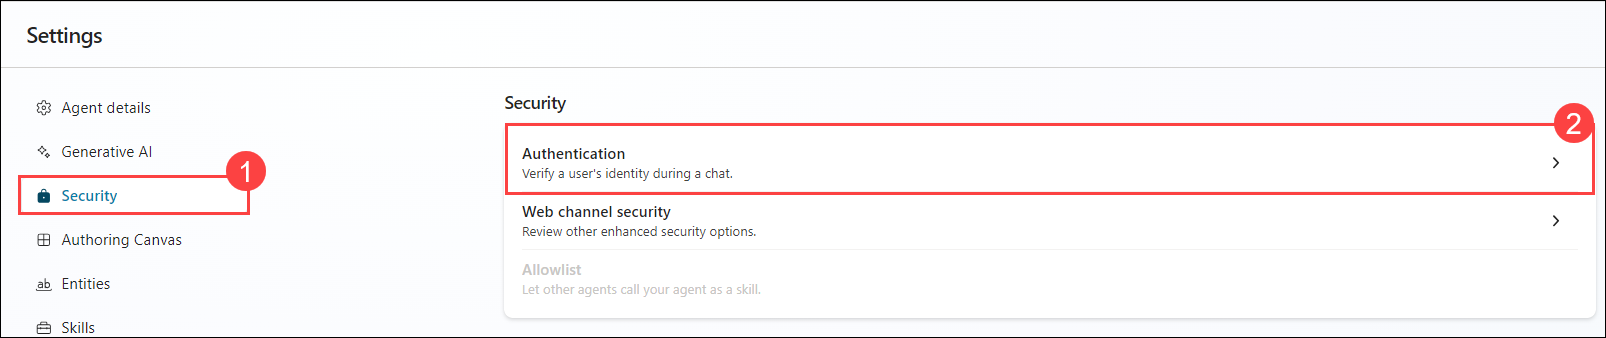 Settings
Agent details
Generative AI
1
Security
Authoring Canvas
ab Entities
Skills
Security
2
Authentication
Verify a user's identity during a chat.
Web channel security
Review other enhanced security options.
Allowlist
Let other agents call your agent as a skill.